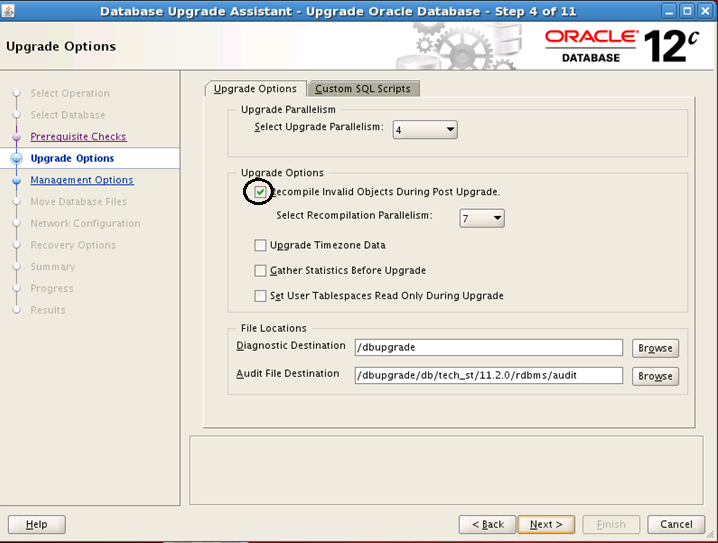 Database Upgrade Assistant - Upgrade Oracle Database - Step 4 of 11
Upgrade Options
ORACLE
DATABASE
12c
Select Operation
Select Database
Prerequisite Checks
Upgrade Options
Management Options
Move Database Files
Network Configuration
Recovery Options
Summary
Progress
Results
Upgrade Options
Custom SQL Scripts
Upgrade Parallelism
Select Upgrade Parallelism: 4
Upgrade Options
Recompile Invalid Objects During Post Upgrade.
Select Recompilation Parallelism: 7
Upgrade Timezone Data
Gather Statistics Before Upgrade
Set User Tablespaces Read Only During Upgrade
File Locations
Diagnostic Destination /dbupgrade Browse
Audit File Destination /dbupgrade/db/tech_st/11.2.0/rdbms/audit Browse
Help
< Back
Next >
Finish
Cancel